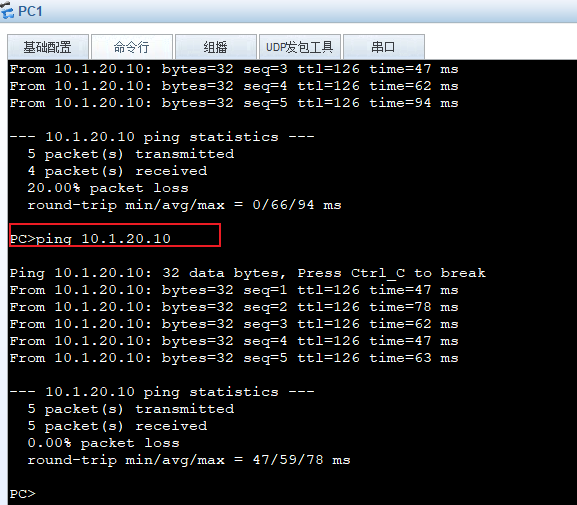 PC1
基础配置 命令行 组播 UDP发包工具 串口
From 10.1.20.10: bytes=32 seq=3 ttl=126 time=47 ms
From 10.1.20.10: bytes=32 seq=4 ttl=126 time=62 ms
From 10.1.20.10: bytes=32 seq=5 ttl=126 time=94 ms
--- 10.1.20.10 ping statistics ---
5 packet(s) transmitted
4 packet(s) received
20.00% packet loss
round-trip min/avg/max = 0/66/94 ms
PC>ping 10.1.20.10
Ping 10.1.20.10: 32 data bytes, Press Ctrl_C to break
From 10.1.20.10: bytes=32 seq=1 ttl=126 time=47 ms
From 10.1.20.10: bytes=32 seq=2 ttl=126 time=78 ms
From 10.1.20.10: bytes=32 seq=3 ttl=126 time=62 ms
From 10.1.20.10: bytes=32 seq=4 ttl=126 time=47 ms
From 10.1.20.10: bytes=32 seq=5 ttl=126 time=63 ms
--- 10.1.20.10 ping statistics ---
5 packet(s) transmitted
5 packet(s) received
0.00% packet loss
round-trip min/avg/max = 47/59/78 ms
PC>